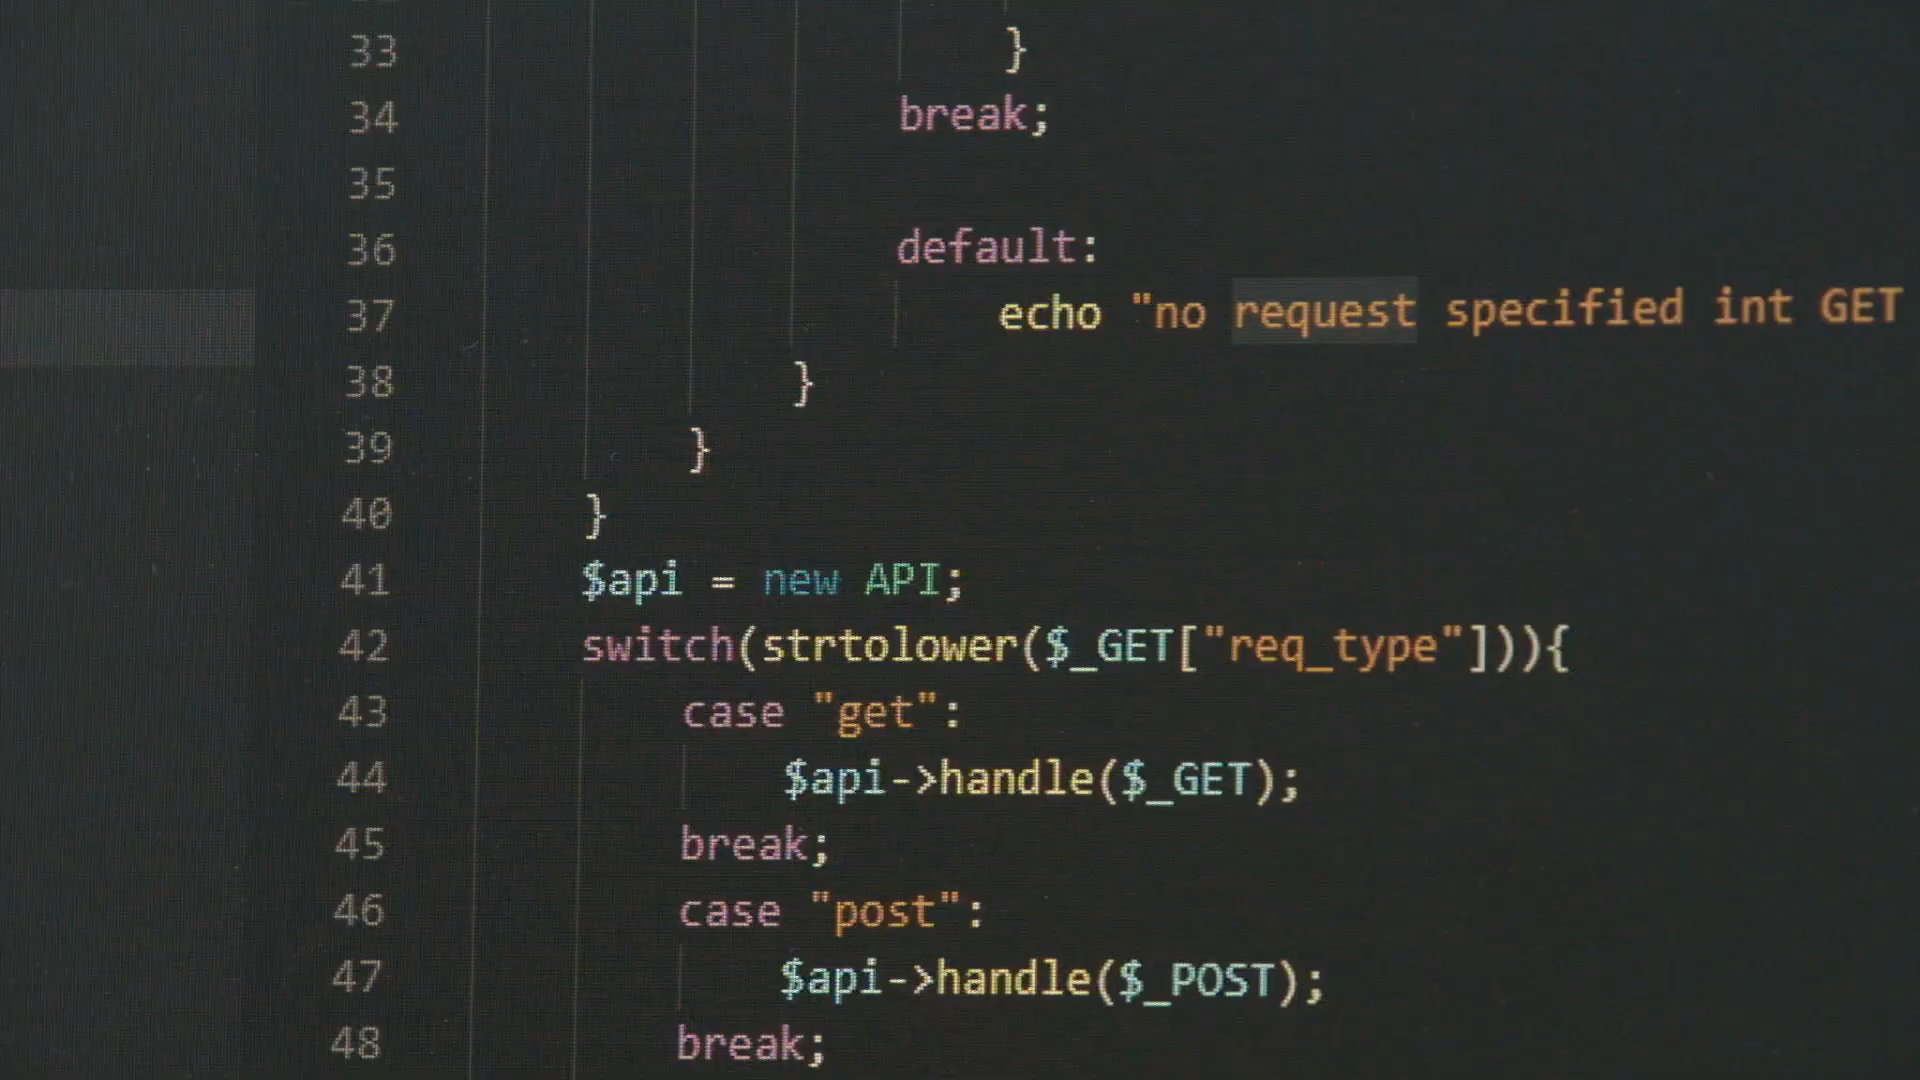 33 }
34 break;
35
36 default:
37 echo "no request specified int GET
38 }
39 }
40 }
41 $api = new API;
42 switch(strtolower($_GET["req_type"])){
43 case "get":
44 $api->handle($_GET);
45 break;
46 case "post":
47 $api->handle($_POST);
48 break;